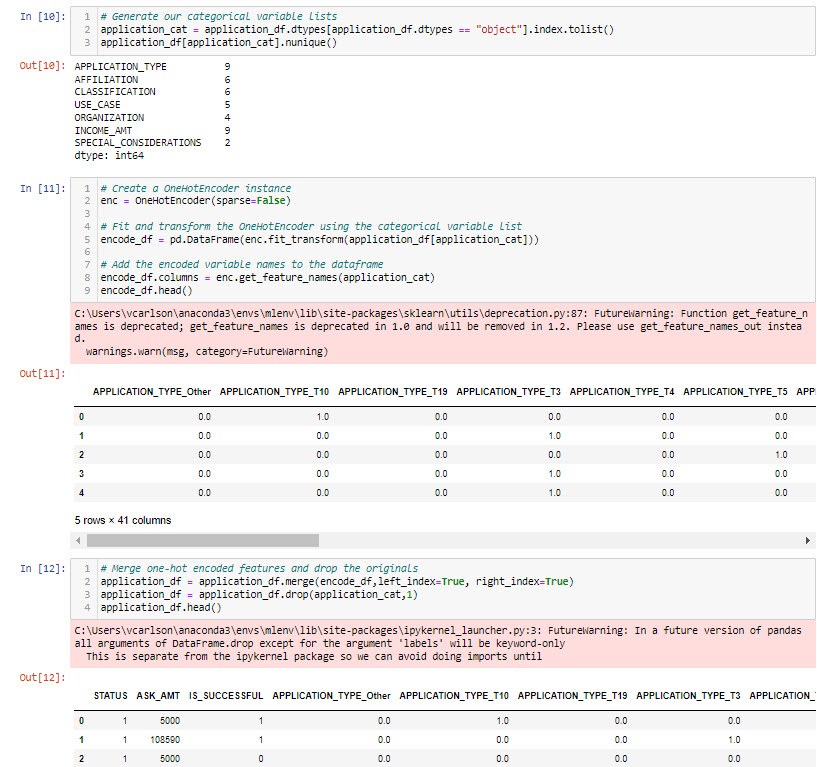 In [10]:
1 # Generate our categorical variable lists
2 application_cat = application_df.dtypes[application_df.dtypes == "object"].index.tolist()
3 application_df[application_cat].nunique()
Out[10]:
APPLICATION_TYPE 9
AFFILIATION 6
CLASSIFICATION 6
USE_CASE 5
ORGANIZATION 4
INCOME_AMT 9
SPECIAL_CONSIDERATIONS 2
dtype: int64
In [11]:
1 # Create a OneHotEncoder instance
2 enc = OneHotEncoder(sparse=False)
3
4 # Fit and transform the OneHotEncoder using the categorical variable list
5 encode_df = pd.DataFrame(enc.fit_transform(application_df[application_cat]))
6
7 # Add the encoded variable names to the dataframe
8 encode_df.columns = enc.get_feature_names(application_cat)
9 encode_df.head()
C:\Users\vcarlson\anaconda3\envs\mlenv\lib\site-packages\sklearn\utils\deprecation.py:87: FutureWarning: Function get_feature_n
ames is deprecated; get_feature_names is deprecated in 1.0 and will be removed in 1.2. Please use get_feature_names_out instea
d.
warnings.warn(msg, category=FutureWarning)
Out[11]:
APPLICATION_TYPE_Other APPLICATION_TYPE_T10 APPLICATION_TYPE_T19 APPLICATION_TYPE_T3 APPLICATION_TYPE_T4 APPLICATION_TYPE_T5 APP
0 0.0 1.0 0.0 0.0 0.0 0.0
1 0.0 0.0 0.0 1.0 0.0 0.0
2 0.0 0.0 0.0 0.0 0.0 1.0
3 0.0 0.0 0.0 1.0 0.0 0.0
4 0.0 0.0 0.0 1.0 0.0 0.0
5 rows × 41 columns
In [12]:
1 # Merge one-hot encoded features and drop the originals
2 application_df = application_df.merge(encode_df,left_index=True, right_index=True)
3 application_df = application_df.drop(application_cat,1)
4 application_df.head()
C:\Users\vcarlson\anaconda3\envs\mlenv\lib\site-packages\ipykernel_launcher.py:3: FutureWarning: In a future version of pandas
all arguments of DataFrame.drop except for the argument 'labels' will be keyword-only
This is separate from the ipykernel package so we can avoid doing imports until
Out[12]:
STATUS ASK_AMT IS_SUCCESSFUL APPLICATION_TYPE_Other APPLICATION_TYPE_T10 APPLICATION_TYPE_T19 APPLICATION_TYPE_T3 APPLICATION_
0 1 5000 1 0.0 1.0 0.0 0.0
1 1 108590 1 0.0 0.0 0.0 1.0
2 1 5000 0 0.0 0.0 0.0 0.0